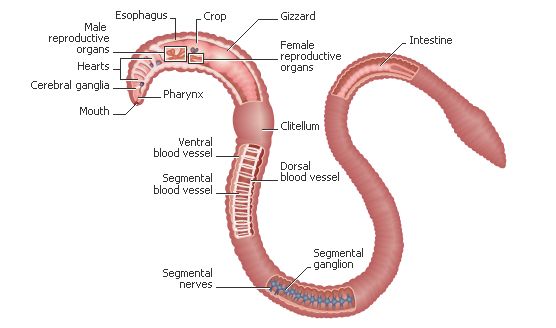 Esophagus
Crop
Gizzard
Male
reproductive
organs
Female
reproductive
organs
Intestine
Hearts
Cerebral ganglia
Pharynx
Mouth
Clitellum
Ventral
blood vessel
Dorsal
blood vessel
Segmental
blood vessel
Segmental
ganglion
Segmental
nerves